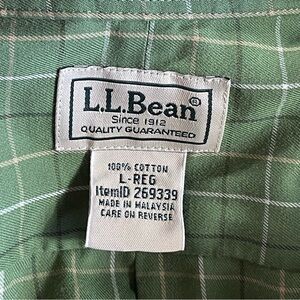 L.L.Bean®
Since 1912
QUALITY GUARANTEED
100% COTTON
L-REG
ItemID 269339
MADE IN MALAYSIA
CARE ON REVERSE